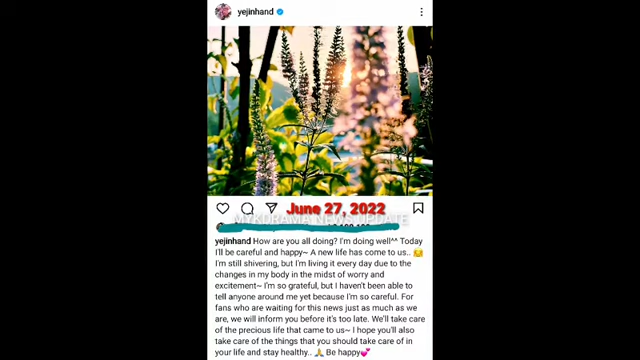 yejinhand
June 27, 2022
MYKDRAMA NEWS UPDATE
yejinhand How are you all doing? I'm doing well^^ Today
I'll be careful and happy~ A new life has come to us.. 😊
I'm still shivering, but I'm living it every day due to the
changes in my body in the midst of worry and
excitement~ I'm so grateful, but I haven't been able to
tell anyone around me yet because I'm so careful. For
fans who are waiting for this news just as much as we
are, we will inform you before it's too late. We'll take care
of the precious life that came to us~ I hope you'll also
take care of the things that you should take care of in
your life and stay healthy.. 🙏 Be happy💕